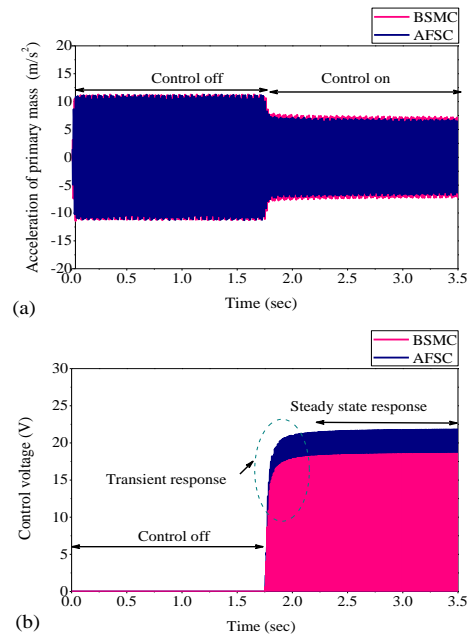 BSMC
AFSC
Acceleration of primary mass (m/s²)
20
15
10
5
0
-5
-10
-15
-20
Control off
Control on
0.0 0.5 1.0 1.5 2.0 2.5 3.0 3.5
Time (sec)
(a)
BSMC
AFSC
Control voltage (V)
30
25
20
15
10
5
0
Steady state response
Transient response
Control off
0.0 0.5 1.0 1.5 2.0 2.5 3.0 3.5
Time (sec)
(b)